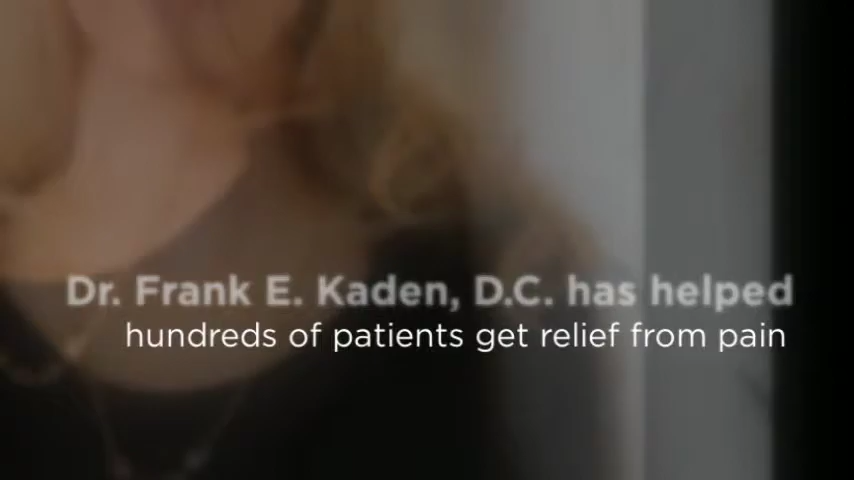 Dr. Frank E. Kaden, D.C. has helped
hundreds of patients get relief from pain